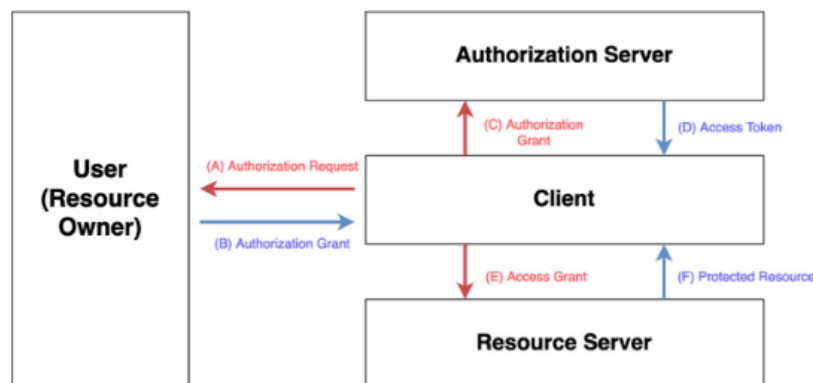 Authorization Server
(C) Authorization
Grant
(D) Access Token
User
(Resource
Owner)
(A) Authorization Request
(B) Authorization Grant
Client
(E) Access Grant
(F) Protected Resource
Resource Server